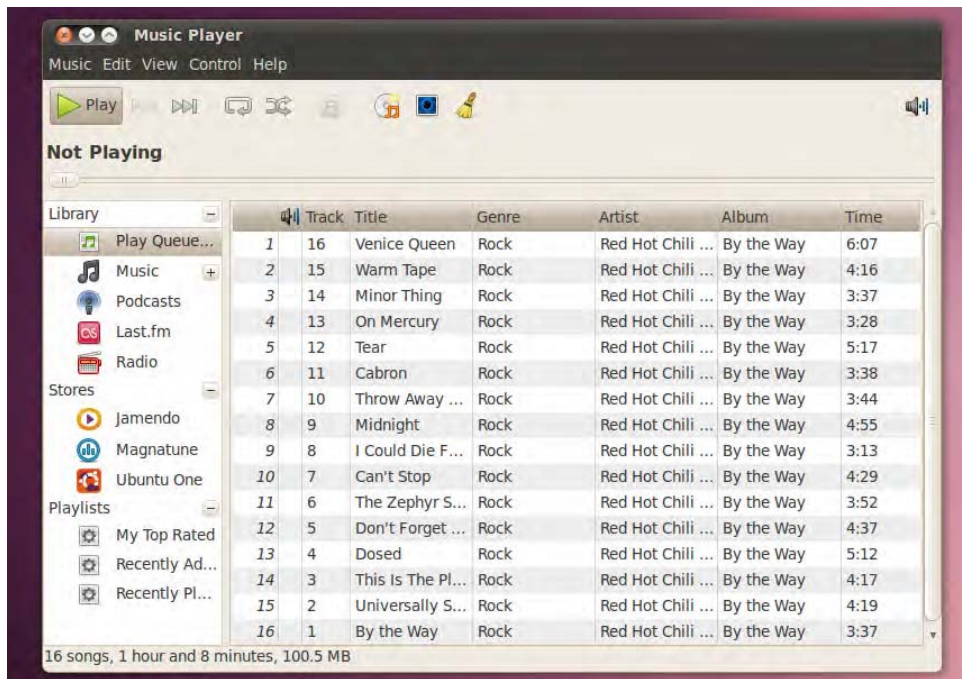 Music Player
Music Edit View Control Help
Play
Not Playing
Library
Play Queue...
Music
Podcasts
Last.fm
Radio
Stores
Jamendo
Magnatune
Ubuntu One
Playlists
My Top Rated
Recently Ad...
Recently Pl...
Track Title Genre Artist Album Time
1 16 Venice Queen Rock Red Hot Chili ... By the Way 6:07
2 15 Warm Tape Rock Red Hot Chili ... By the Way 4:16
3 14 Minor Thing Rock Red Hot Chili ... By the Way 3:37
4 13 On Mercury Rock Red Hot Chili ... By the Way 3:28
5 12 Tear Rock Red Hot Chili ... By the Way 5:17
6 11 Cabron Rock Red Hot Chili ... By the Way 3:38
7 10 Throw Away ... Rock Red Hot Chili ... By the Way 3:44
8 9 Midnight Rock Red Hot Chili ... By the Way 4:55
9 8 I Could Die F... Rock Red Hot Chili ... By the Way 3:13
10 7 Can't Stop Rock Red Hot Chili ... By the Way 4:29
11 6 The Zephyr S... Rock Red Hot Chili ... By the Way 3:52
12 5 Don't Forget ... Rock Red Hot Chili ... By the Way 4:37
13 4 Dosed Rock Red Hot Chili ... By the Way 5:12
14 3 This Is The Pl... Rock Red Hot Chili ... By the Way 4:17
15 2 Universally S... Rock Red Hot Chili ... By the Way 4:19
16 1 By the Way Rock Red Hot Chili ... By the Way 3:37
16 songs, 1 hour and 8 minutes, 100.5 MB